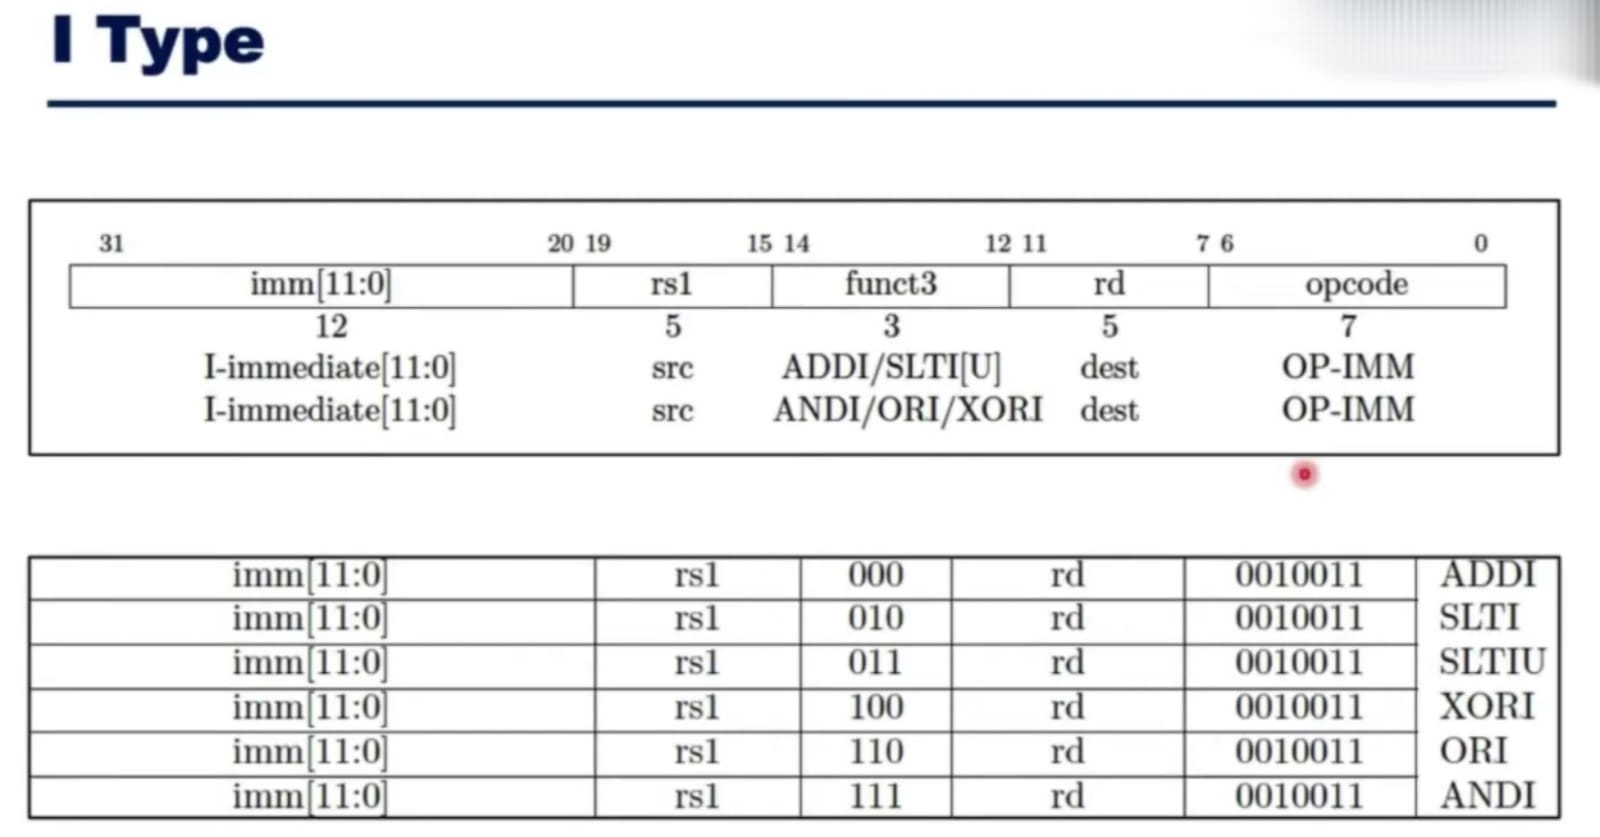 I Type
31 20 19 15 14 12 11 7 6 0
imm[11:0] rs1 funct3 rd opcode
12 5 3 5 7
I-immediate[11:0] src ADDI/SLTI[U] dest OP-IMM
I-immediate[11:0] src ANDI/ORI/XORI dest OP-IMM
imm[11:0] rs1 000 rd 0010011 ADDI
imm[11:0] rs1 010 rd 0010011 SLTI
imm[11:0] rs1 011 rd 0010011 SLTIU
imm[11:0] rs1 100 rd 0010011 XORI
imm[11:0] rs1 110 rd 0010011 ORI
imm[11:0] rs1 111 rd 0010011 ANDI